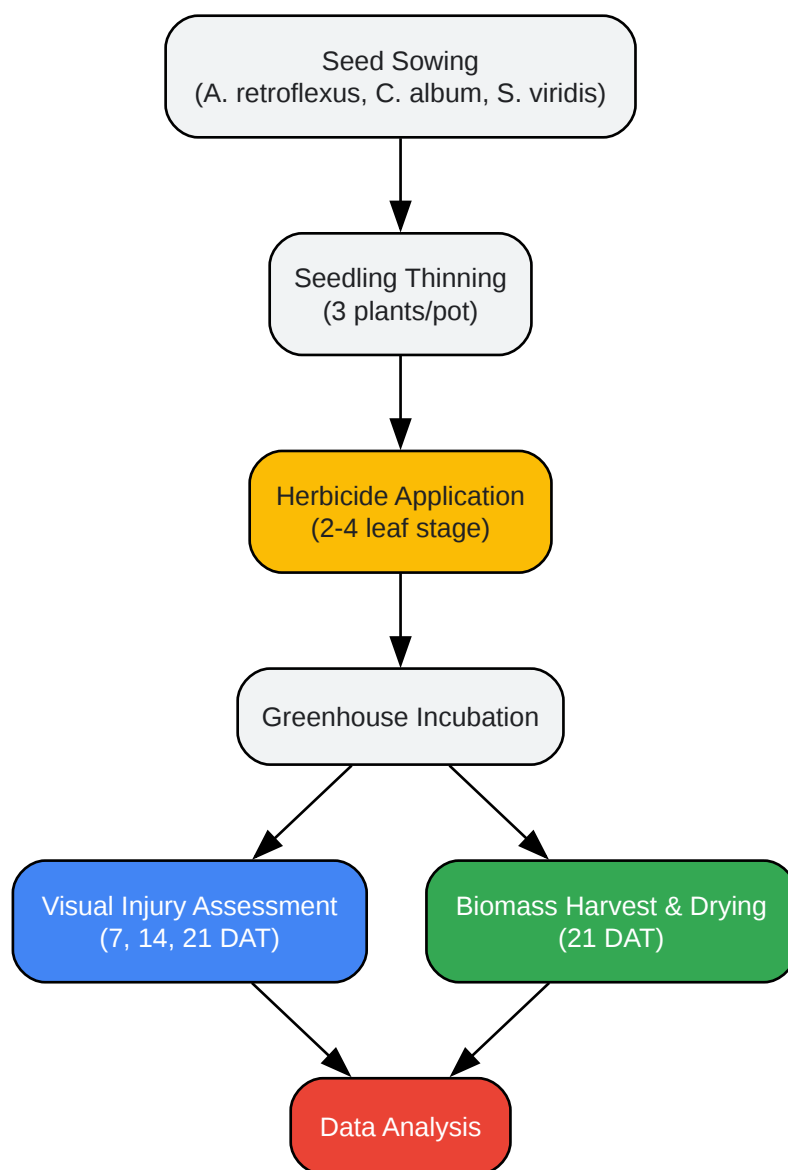 Seed Sowing
(A. retroflexus, C. album, S. viridis)
Seedling Thinning
(3 plants/pot)
Herbicide Application
(2-4 leaf stage)
Greenhouse Incubation
Visual Injury Assessment
(7, 14, 21 DAT)
Biomass Harvest & Drying
(21 DAT)
Data Analysis